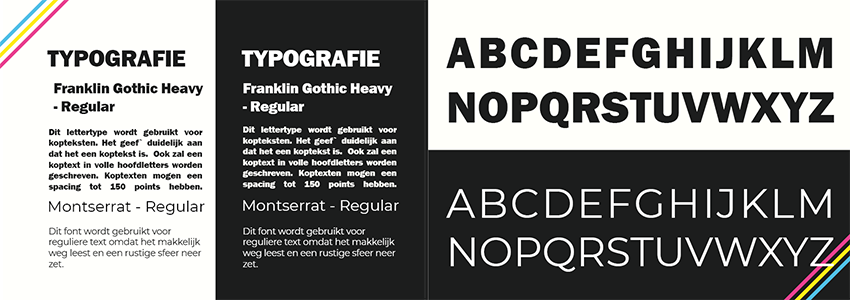 TYPOGRAFIE
Franklin Gothic Heavy
- Regular
Dit lettertype wordt gebruikt voor
kopteksten. Het geef` duidelijk aan
dat het een koptekst is. Ook zal een
koptext in volle hoofdletters worden
geschreven. Koptexten mogen een
spacing tot 150 points hebben.
Montserrat - Regular
Dit font wordt gebruikt voor
reguliere text omdat het makkelijk
weg leest en een rustige sfeer neer
zet.
TYPOGRAFIE
Franklin Gothic Heavy
- Regular
Dit lettertype wordt gebruikt voor
kopteksten. Het geef` duidelijk aan
dat het een koptekst is. Ook zal een
koptext in volle hoofdletters worden
geschreven. Koptexten mogen een
spacing tot 150 points hebben.
Montserrat - Regular
Dit font wordt gebruikt voor
reguliere text omdat het makkelijk
weg leest en een rustige sfeer neer
zet.
ABCDEFGHIJKLM
NOPQRSTUVWXYZ
ABCDEFGHIJKLM
NOPQRSTUVWXYZ